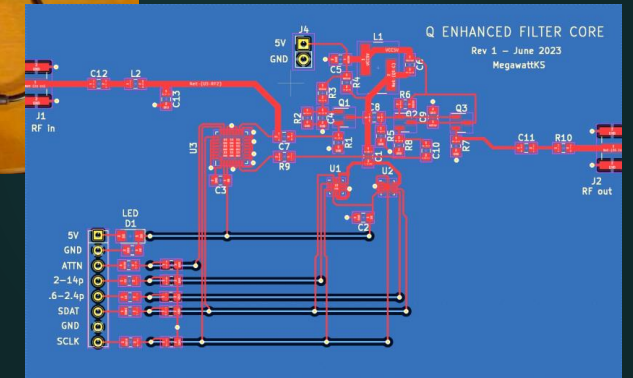 Q ENHANCED FILTER CORE
Rev 1 - June 2023
MegawattKS
J4
5V
GND
L1
C5
C6
R4
R3
R2
C4
Q1
R1
C8
R6
R5
R8
C9
Q3
R7
C10
C1
C12
L2
C13
J1
RF in
U3
C7
R9
C3
U1
U2
C2
C11
R10
J2
RF out
LED
D1
5V
GND
ATTN
2-14p
.6-2.4p
SDAT
GND
SCLK